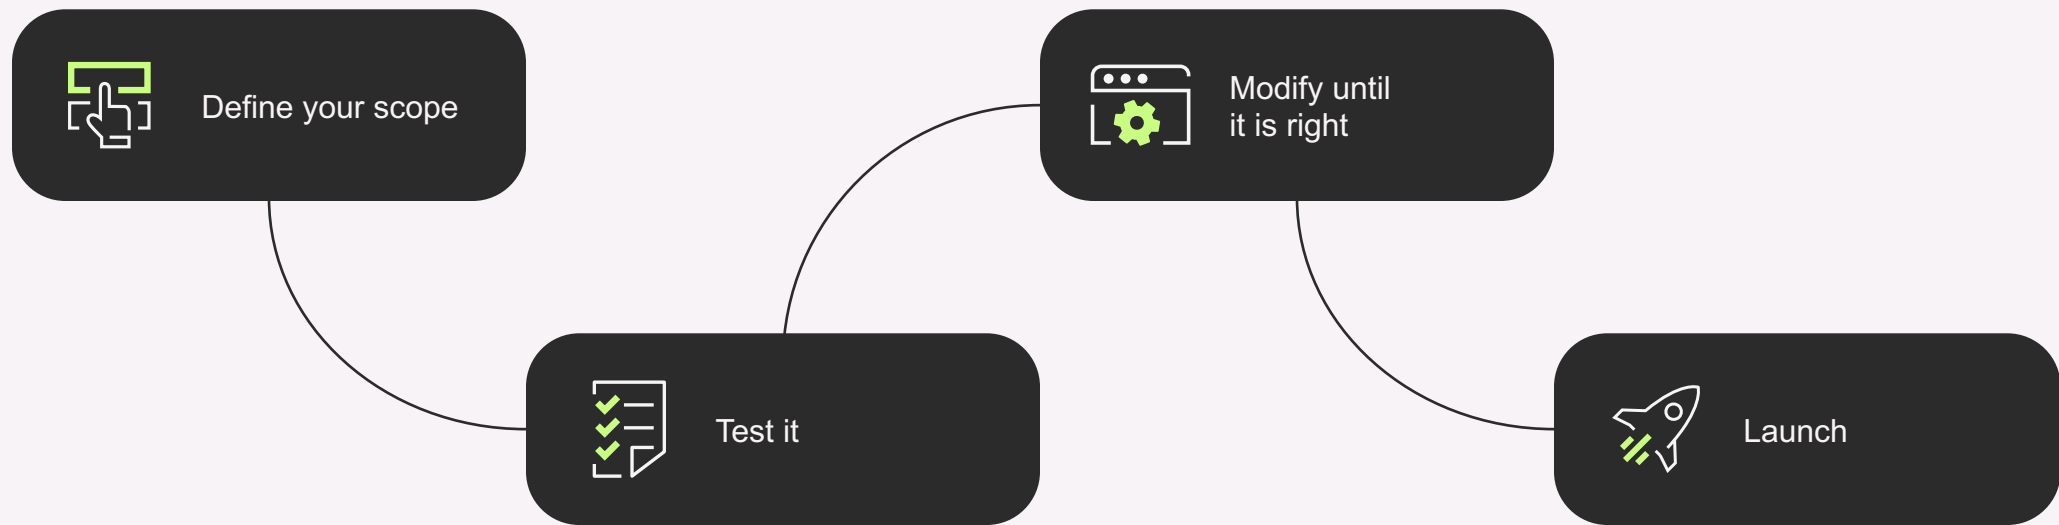 Define your scope
Test it
Modify until
it is right
Launch